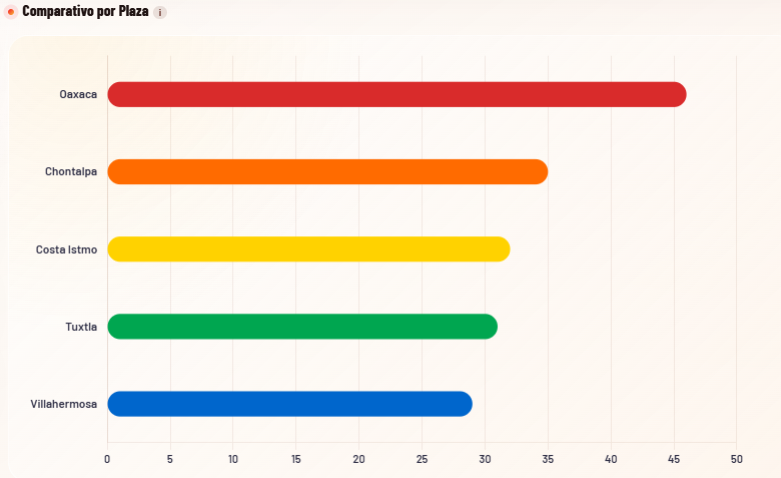 Comparativo por Plaza i
Oaxaca
Chontalpa
Costa Istmo
Tuxtla
Villahermosa
0 5 10 15 20 25 30 35 40 45 50